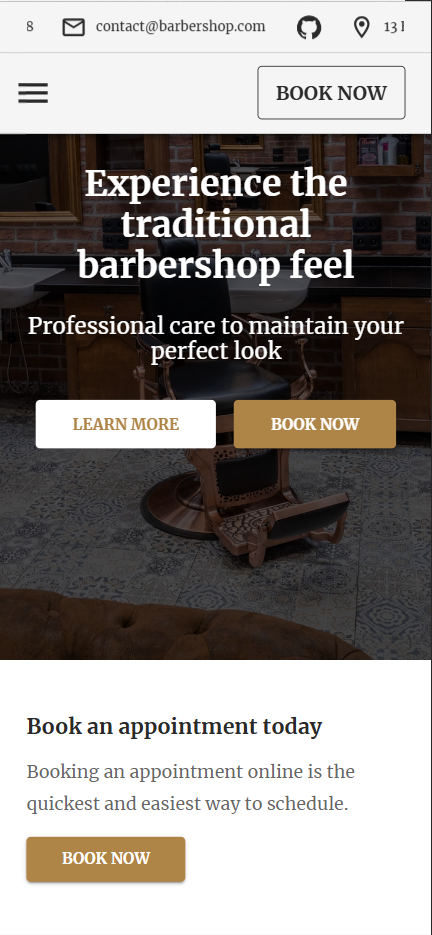 8 contact@barbershop.com 13
BOOK NOW
Experience the
traditional
barbershop feel
Professional care to maintain your
perfect look
LEARN MORE BOOK NOW
Book an appointment today
Booking an appointment online is the
quickest and easiest way to schedule.
BOOK NOW